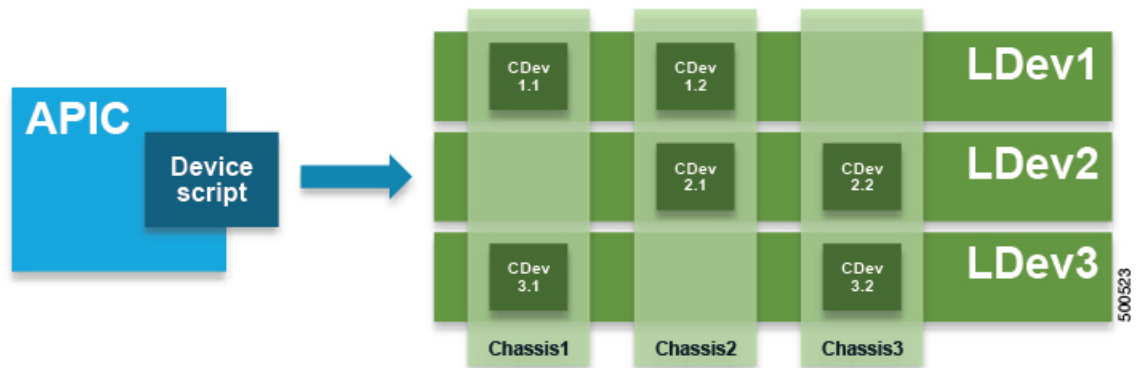 APIC
Device
script
CDev
1.1
CDev
1.2
LDev1
CDev
2.1
CDev
2.2
LDev2
CDev
3.1
CDev
3.2
LDev3
Chassis1
Chassis2
Chassis3
500523